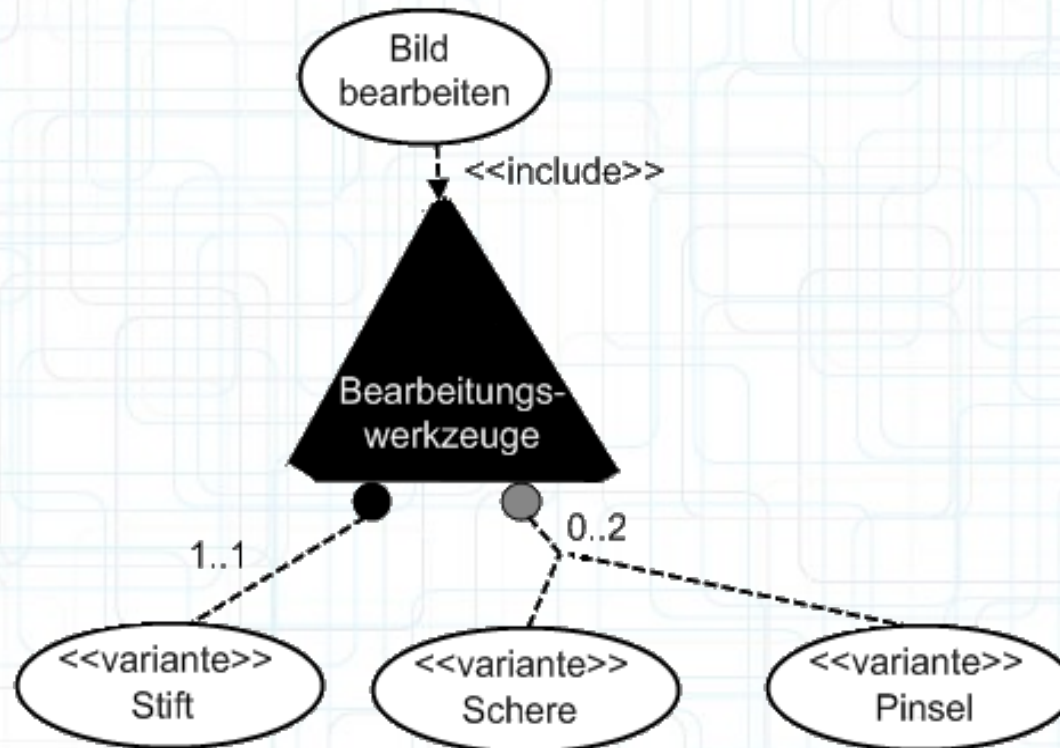 Bild
bearbeiten
<<include>>
Bearbeitungs-
werkzeuge
0..2
1..1
<<variante>>
Stift
<<variante>>
Schere
<<variante>>
Pinsel